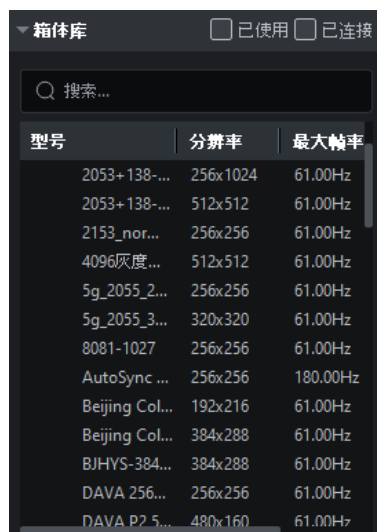 箱体库 已使用 已连接
搜索...
型号 分辨率 最大帧率
2053+138-... 256x1024 61.00Hz
2053+138-... 512x512 61.00Hz
2153_nor... 256x256 61.00Hz
4096灰度... 512x512 61.00Hz
5g_2055_2... 256x256 61.00Hz
5g_2055_3... 320x320 61.00Hz
8081-1027 256x256 61.00Hz
AutoSync ... 256x256 180.00Hz
Beijing Col... 192x216 61.00Hz
Beijing Col... 384x288 61.00Hz
BJHYS-384... 384x288 61.00Hz
DAVA 256... 256x256 61.00Hz
DAVA P2.5... 480x160 61.00Hz